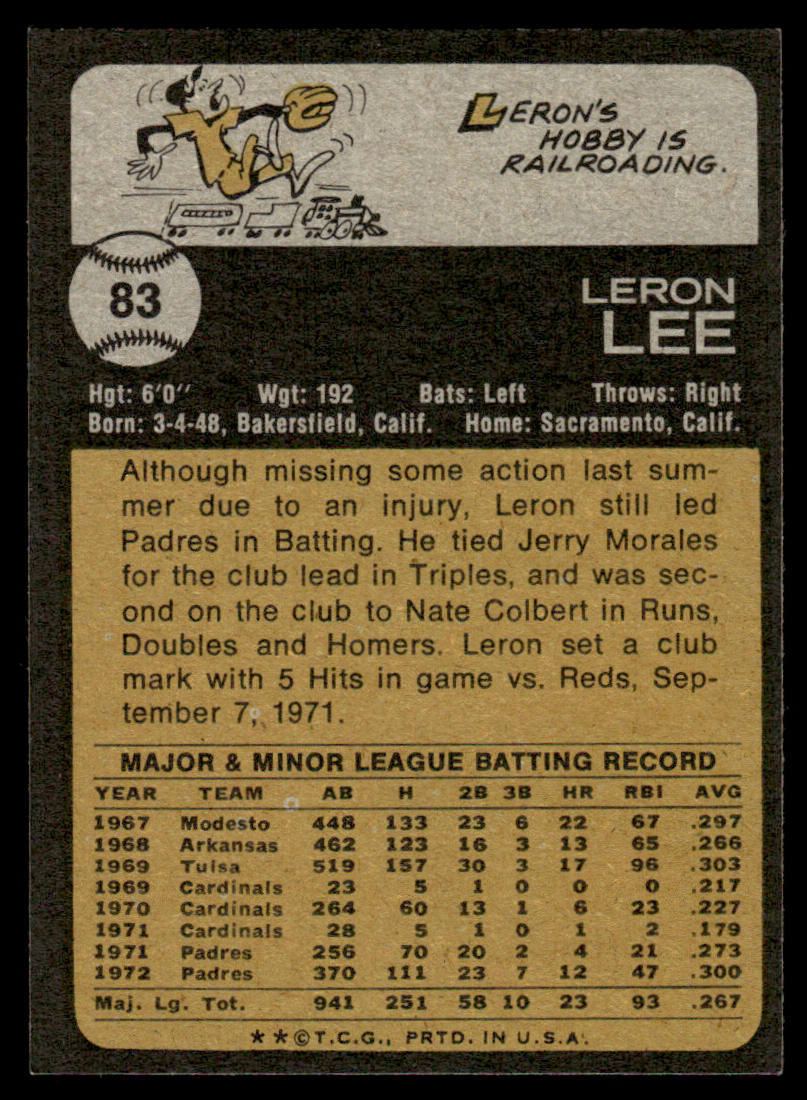 LERON'S
HOBBY IS
RAILROADING.
83
LERON
LEE
Hgt: 6'0" Wgt: 192 Bats: Left Throws: Right
Born: 3-4-48, Bakersfield, Calif. Home: Sacramento, Calif.
Although missing some action last sum-
mer due to an injury, Leron still led
Padres in Batting. He tied Jerry Morales
for the club lead in Triples, and was sec-
ond on the club to Nate Colbert in Runs,
Doubles and Homers. Leron set a club
mark with 5 Hits in game vs. Reds, Sep-
tember 7, 1971.
MAJOR & MINOR LEAGUE BATTING RECORD
YEAR TEAM AB H 2B 3B HR RBI AVG
1967 Modesto 448 133 23 6 22 67 .297
1968 Arkansas 462 123 16 3 13 65 .266
1969 Tulsa 519 157 30 3 17 96 .303
1969 Cardinals 23 5 1 0 0 0 .217
1970 Cardinals 264 60 13 1 6 23 .227
1971 Cardinals 28 5 1 0 1 2 .179
1971 Padres 256 70 20 2 4 21 .273
1972 Padres 370 111 23 7 12 47 .300
Maj. Lg. Tot. 941 251 58 10 23 93 .267
**©T.C.G., PRTD. IN U.S.A.